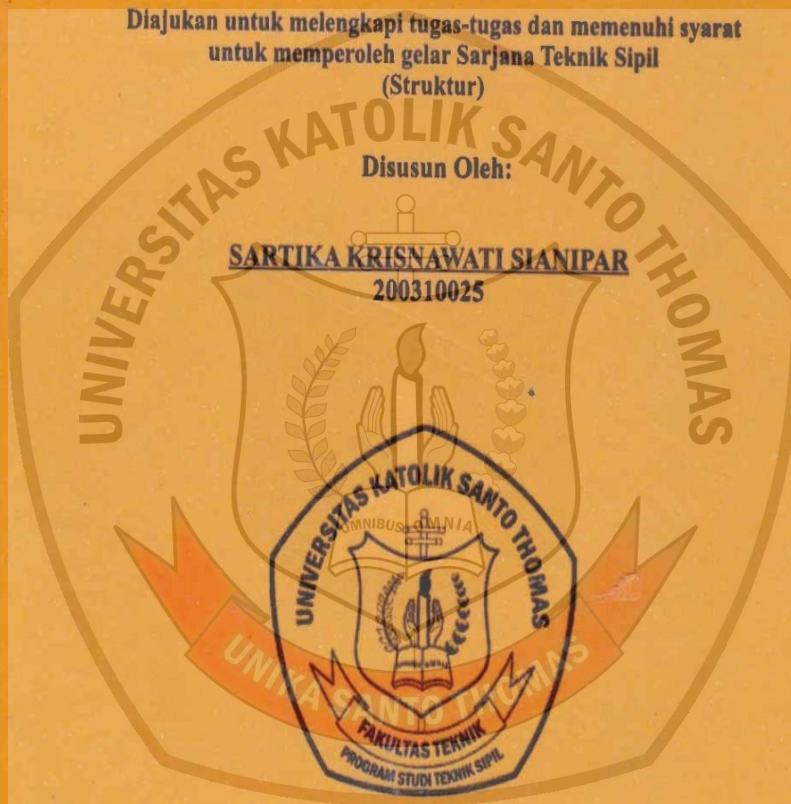 Diajukan untuk melengkapi tugas-tugas dan memenuhi syarat
untuk memperoleh gelar Sarjana Teknik Sipil
(Struktur)
Disusun Oleh:
SARTIKA KRISNAWATI SIANIPAR
200310025
UNIVERSITAS KATOLIK SANTO THOMAS
OMNIBUS OMNIA
UNIKA SANTO THOMAS
UNIVERSITAS KATOLIK SANTO THOMAS
FAKULTAS TEKNIK
PROGRAM STUDI TEKNIK SIPIL